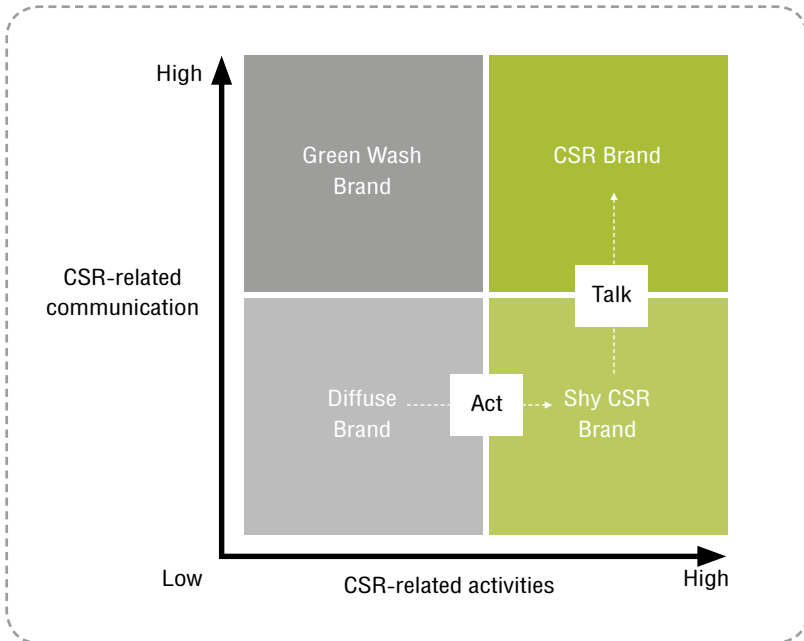 High
Green Wash
Brand
CSR Brand
CSR-related
communication
Talk
Diffuse
Brand
Act
Shy CSR
Brand
Low
CSR-related activities
High